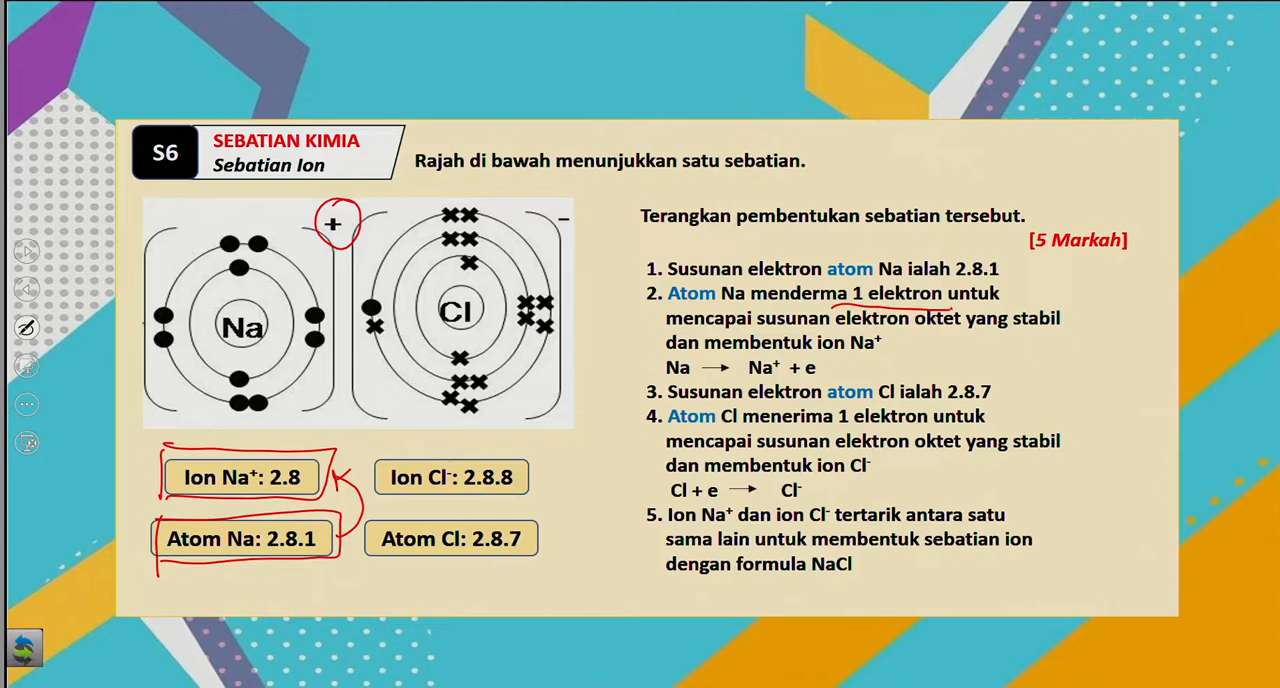 S6
SEBATIAN KIMIA
Sebatian Ion
Rajah di bawah menunjukkan satu sebatian.
+
−
Na
Cl
Ion Na⁺: 2.8
Ion Cl⁻: 2.8.8
Atom Na: 2.8.1
Atom Cl: 2.8.7
Terangkan pembentukan sebatian tersebut.
[5 Markah]
1. Susunan elektron atom Na ialah 2.8.1
2. Atom Na menderma 1 elektron untuk
mencapai susunan elektron oktet yang stabil
dan membentuk ion Na⁺
Na → Na⁺ + e
3. Susunan elektron atom Cl ialah 2.8.7
4. Atom Cl menerima 1 elektron untuk
mencapai susunan elektron oktet yang stabil
dan membentuk ion Cl⁻
Cl + e → Cl⁻
5. Ion Na⁺ dan ion Cl⁻ tertarik antara satu
sama lain untuk membentuk sebatian ion
dengan formula NaCl